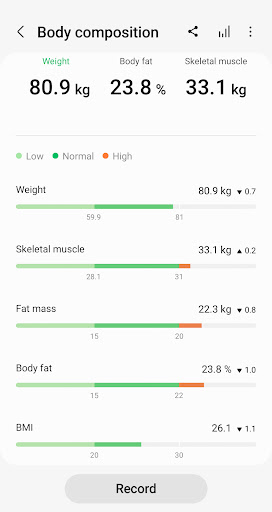 Body composition
Weight Body fat Skeletal muscle
80.9 kg 23.8 % 33.1 kg
Low Normal High
Weight 80.9 kg ▼ 0.7
59.9 81
Skeletal muscle 33.1 kg ▲ 0.2
28.1 31
Fat mass 22.3 kg ▼ 0.8
15 20
Body fat 23.8 % ▼ 1.0
15 22
BMI 26.1 ▼ 1.1
20 30
Record